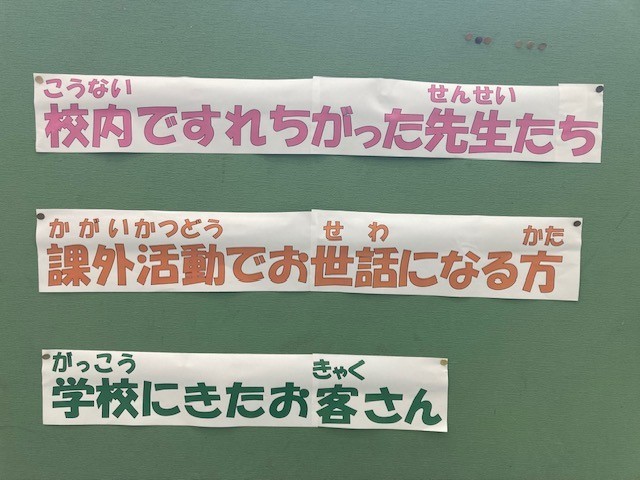 こうない せんせい
校内ですれちがった先生たち
かがいかつどう せわ かた
課外活動でお世話になる方
がっこう きゃく
学校にきたお客さん